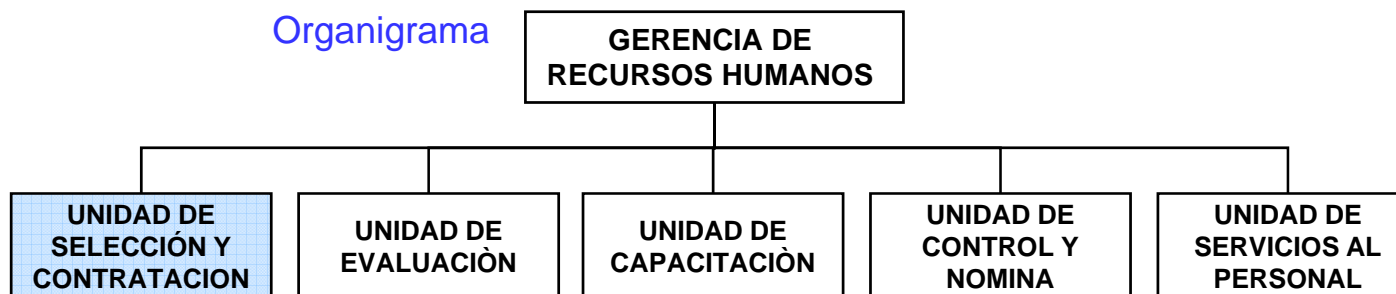 Organigrama
GERENCIA DE
RECURSOS HUMANOS
UNIDAD DE
SELECCIÓN Y
CONTRATACION
UNIDAD DE
EVALUACIÒN
UNIDAD DE
CAPACITACIÒN
UNIDAD DE
CONTROL Y
NOMINA
UNIDAD DE
SERVICIOS AL
PERSONAL